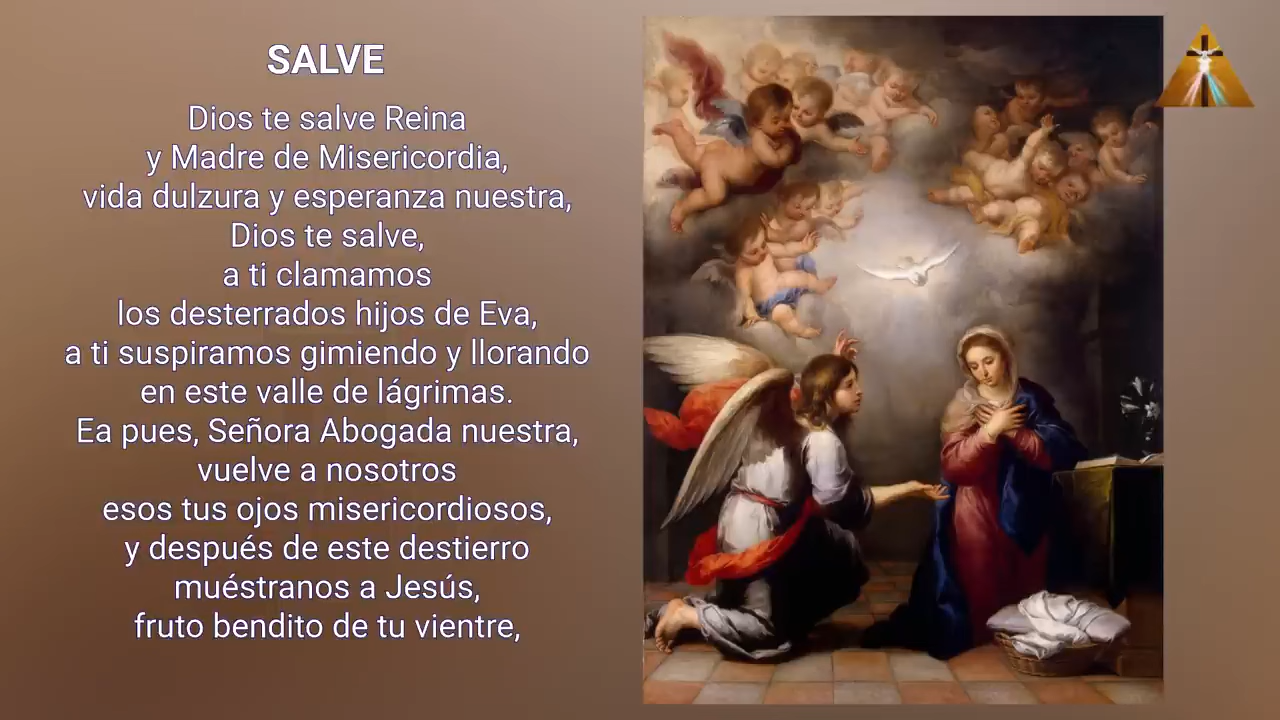 SALVE
Dios te salve Reina
y Madre de Misericordia,
vida dulzura y esperanza nuestra,
Dios te salve,
a ti clamamos
los desterrados hijos de Eva,
a ti suspiramos gimiendo y llorando
en este valle de lágrimas.
Ea pues, Señora Abogada nuestra,
vuelve a nosotros
esos tus ojos misericordiosos,
y después de este destierro
muéstranos a Jesús,
fruto bendito de tu vientre,